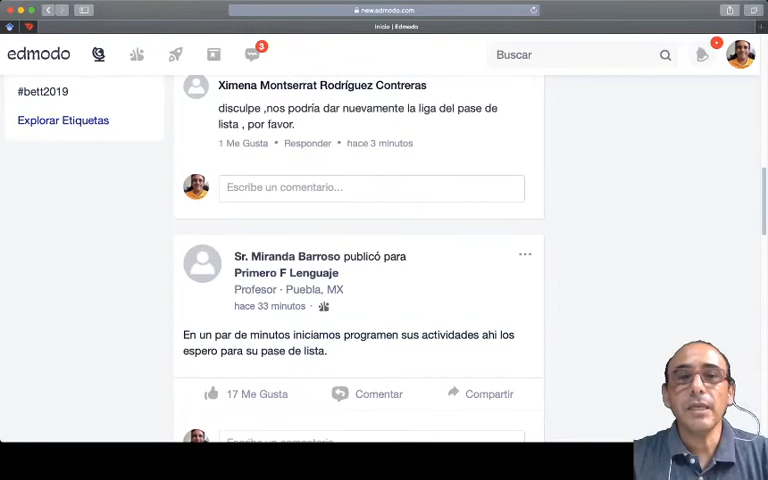 new.edmodo.com
Inicio | Edmodo
edmodo
3
Buscar
#bett2019
Explorar Etiquetas
Ximena Montserrat Rodríguez Contreras
disculpe ,nos podría dar nuevamente la liga del pase de
lista , por favor.
1 Me Gusta • Responder • hace 3 minutos
Escribe un comentario...
Sr. Miranda Barroso publicó para
Primero F Lenguaje
Profesor · Puebla, MX
hace 33 minutos ·
En un par de minutos iniciamos programen sus actividades ahi los
espero para su pase de lista.
17 Me Gusta Comentar Compartir
Escribe un comentario